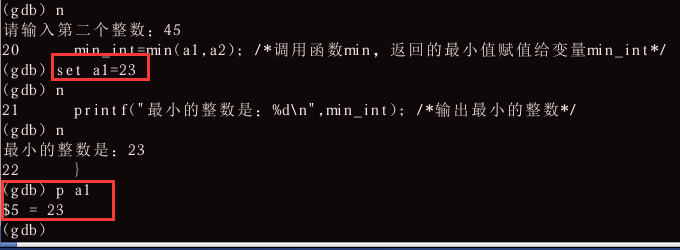 (gdb) n
请输入第二个整数：45
20      min_int=min(a1,a2); /*调用函数min，返回的最小值赋值给变量min_int*/
(gdb) set a1=23
(gdb) n
21      printf("最小的整数是：%d\n",min_int); /*输出最小的整数*/
(gdb) n
最小的整数是：23
22      }
(gdb) p a1
$5 = 23
(gdb)